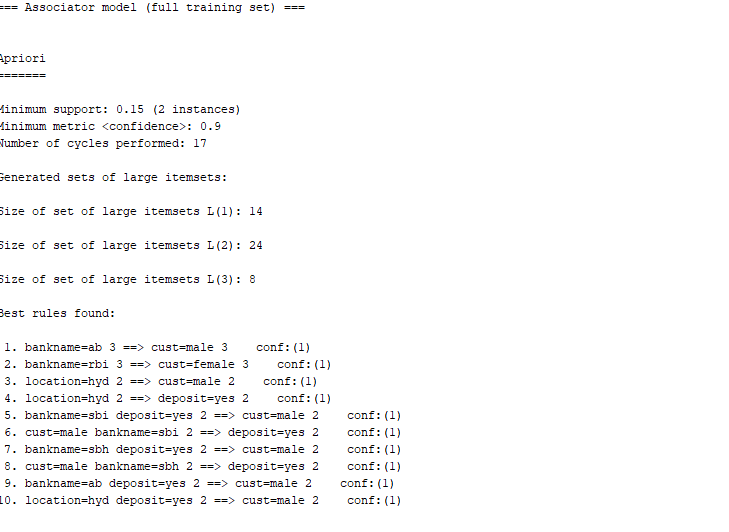 === Associator model (full training set) ===
Apriori
=======
Minimum support: 0.15 (2 instances)
Minimum metric <confidence>: 0.9
Number of cycles performed: 17
Generated sets of large itemsets:
Size of set of large itemsets L(1): 14
Size of set of large itemsets L(2): 24
Size of set of large itemsets L(3): 8
Best rules found:
1. bankname=ab 3 ==> cust=male 3    conf:(1)
2. bankname=rbi 3 ==> cust=female 3    conf:(1)
3. location=hyd 2 ==> cust=male 2    conf:(1)
4. location=hyd 2 ==> deposit=yes 2    conf:(1)
5. bankname=sbi deposit=yes 2 ==> cust=male 2    conf:(1)
6. cust=male bankname=sbi 2 ==> deposit=yes 2    conf:(1)
7. bankname=sbh deposit=yes 2 ==> cust=male 2    conf:(1)
8. cust=male bankname=sbh 2 ==> deposit=yes 2    conf:(1)
9. bankname=ab deposit=yes 2 ==> cust=male 2    conf:(1)
10. location=hyd deposit=yes 2 ==> cust=male 2    conf:(1)